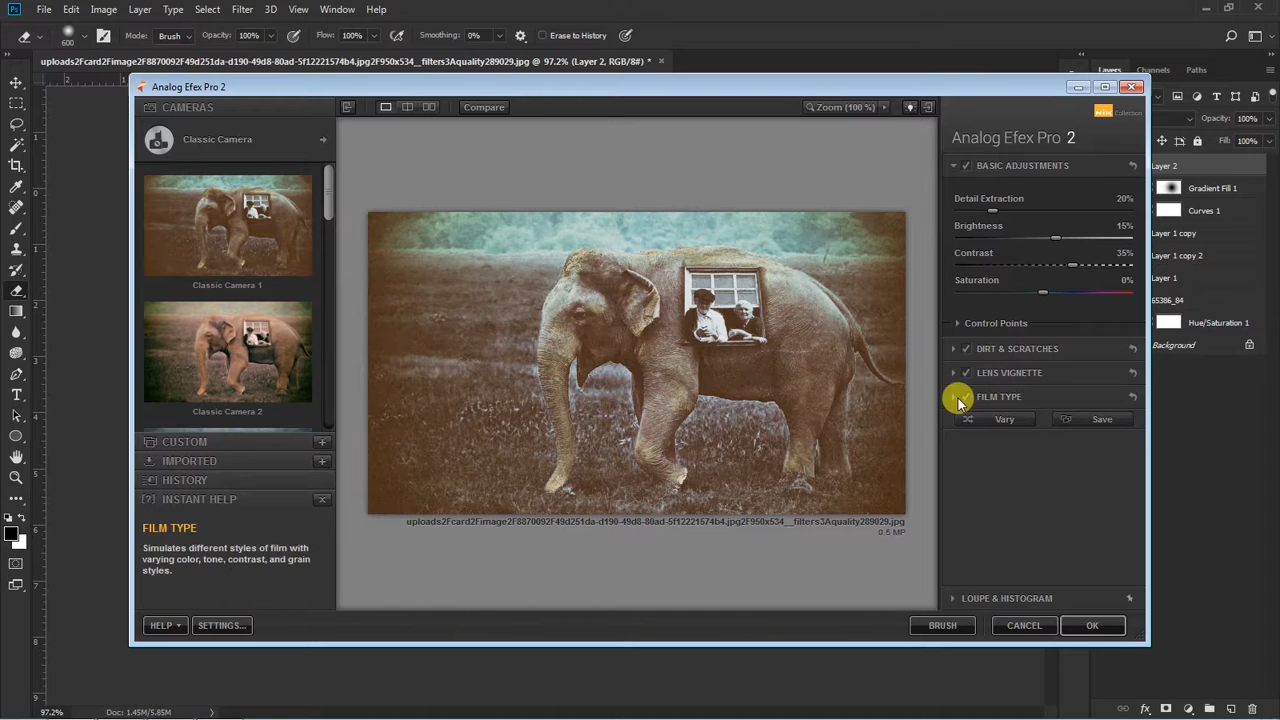 Ps File Edit Image Layer Type Select Filter 3D View Window Help
600 Mode: Brush Opacity: 100% Flow: 100% Smoothing: 0% Erase to History
uploads2Fcard2Fimage2F8870092F49d251da-d190-49d8-80ad-5f12221574b4.jpg2F950x534__filters3Aquality289029.jpg @ 97.2% (Layer 2, RGB/8#) *
Layers Channels Paths
Analog Efex Pro 2
CAMERAS
Compare
Zoom (100 %)
Collection
Opacity: 100%
Classic Camera
Analog Efex Pro 2
Fill: 100%
BASIC ADJUSTMENTS
Layer 2
Gradient Fill 1
Detail Extraction 20%
Curves 1
Brightness 15%
Layer 1 copy
Contrast 35%
Layer 1 copy 2
Saturation 0%
Classic Camera 1
65386_84
Control Points
Hue/Saturation 1
DIRT & SCRATCHES
Background
LENS VIGNETTE
FILM TYPE
Classic Camera 2
Vary Save
CUSTOM
IMPORTED
HISTORY
INSTANT HELP
FILM TYPE
Simulates different styles of film with
varying color, tone, contrast, and grain
styles.
uploads2Fcard2Fimage2F8870092F49d251da-d190-49d8-80ad-5f12221574b4.jpg2F950x534__filters3Aquality289029.jpg
0.5 MP
LOUPE & HISTOGRAM
HELP SETTINGS... BRUSH CANCEL OK
97.2% Doc: 1.45M/5.85M